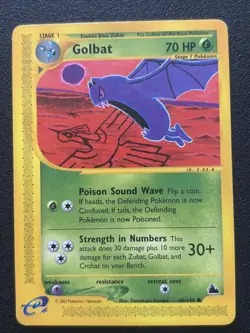 STAGE 1
Evolves from Zubat
Golbat
70 HP
Stage 1 Pokémon
Poison Sound Wave Flip a coin.
If heads, the Defending Pokémon is now
Confused. If tails, the Defending
Pokémon is now Poisoned.
Strength in Numbers This
attack does 30 damage plus 10 more
damage for each Zubat, Golbat, and
Crobat on your Bench.
30+
weakness
resistance
retreat cost